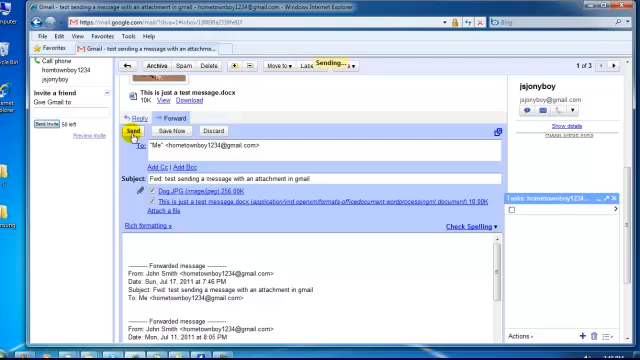 Gmail - test sending a message with an attachment in gmail - Windows Internet Explorer
Bing
File Edit View Favorites Tools Help
Favorites Gmail - test sending a message with an attachme...
Call phone
hometownboy1234
jsjonyboy
Invite a friend
Give Gmail to:
Send Invite 50 left
Preview Invite
Archive Spam Delete Move to Sending... 1 of 3
This is just a test message.docx
10K View Download
Reply Forward
Send Save Now Discard
To: "Me" <hometownboy1234@gmail.com>
Add Cc | Add Bcc
Subject: Fwd: test sending a message with an attachment in gmail
Dog.JPG (image/jpeg) 256.00K
This is just a test message.docx 10.00K
Attach a file
Rich formatting » Check Spelling
---------- Forwarded message ----------
From: John Smith <hometownboy1234@gmail.com>
Date: Sun, Jul 17, 2011 at 7:46 PM
Subject: Fwd: test sending a message with an attachment in gmail
To: Me <hometownboy1234@gmail.com>
---------- Forwarded message ----------
From: John Smith <hometownboy1234@gmail.com>
Date: Mon, Jul 11, 2011 at 8:05 PM
jsjonyboy
jsjonyboy@gmail.com
Show details
About these links
Tasks: hometownboy1234@...
Actions